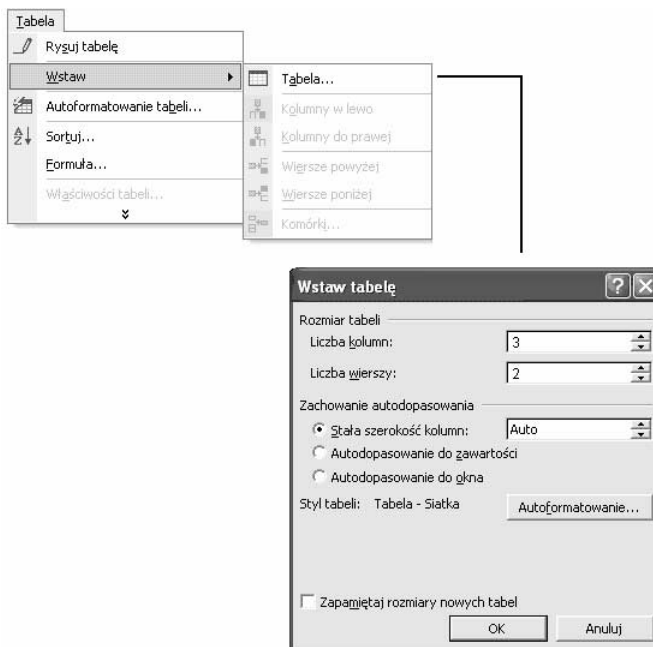 Tabela
Rysuj tabelę
Wstaw
Autoformatowanie tabeli...
Sortuj...
Formuła...
Właściwości tabeli...
Tabela...
Kolumny w lewo
Kolumny do prawej
Wiersze powyżej
Wiersze poniżej
Komórki...
Wstaw tabelę
Rozmiar tabeli
Liczba kolumn: 3
Liczba wierszy: 2
Zachowanie autodopasowania
Stała szerokość kolumn: Auto
Autodopasowanie do zawartości
Autodopasowanie do okna
Styl tabeli: Tabela - Siatka Autoformatowanie...
Zapamiętaj rozmiary nowych tabel
OK Anuluj